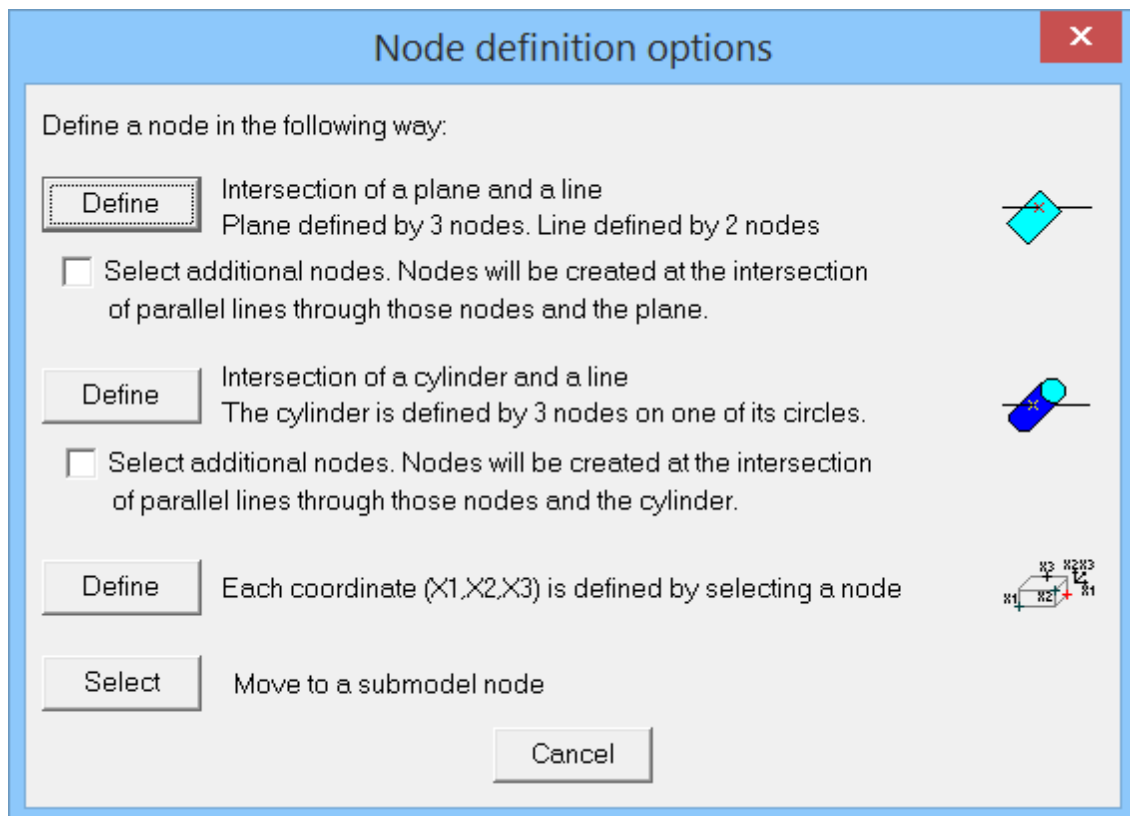 Node definition options
Define a node in the following way:
Define
Intersection of a plane and a line
Plane defined by 3 nodes. Line defined by 2 nodes
Select additional nodes. Nodes will be created at the intersection
of parallel lines through those nodes and the plane.
Define
Intersection of a cylinder and a line
The cylinder is defined by 3 nodes on one of its circles.
Select additional nodes. Nodes will be created at the intersection
of parallel lines through those nodes and the cylinder.
Define
Each coordinate (X1,X2,X3) is defined by selecting a node
X3 X2X3
X1 X2 X1
Select
Move to a submodel node
Cancel